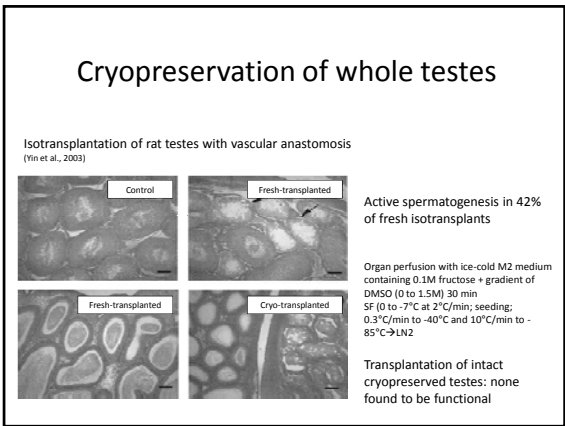 Cryopreservation of whole testes
Isotransplantation of rat testes with vascular anastomosis
(Yin et al., 2003)
Control
Fresh-transplanted
Fresh-transplanted
Cryo-transplanted
Active spermatogenesis in 42%
of fresh isotransplants
Organ perfusion with ice-cold M2 medium
containing 0.1M fructose + gradient of
DMSO (0 to 1.5M) 30 min
SF (0 to -7°C at 2°C/min; seeding;
0.3°C/min to -40°C and 10°C/min to -
85°C→LN2
Transplantation of intact
cryopreserved testes: none
found to be functional